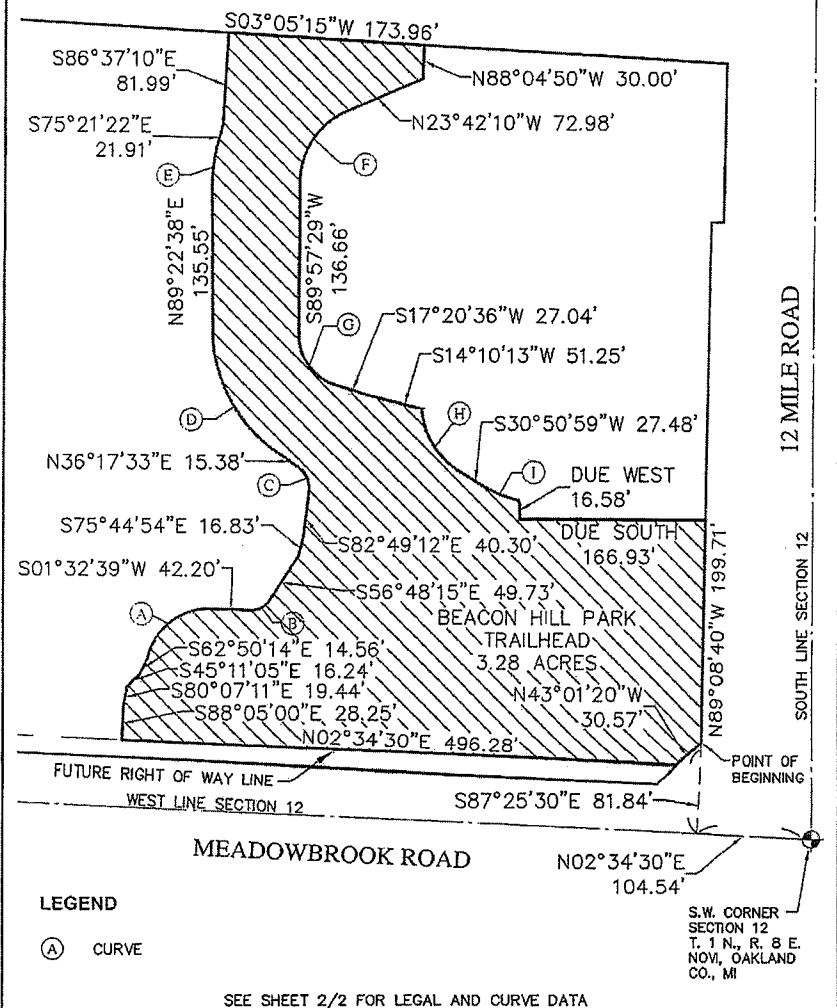 S03°05'15"W 173.96'
S86°37'10"E
81.99'
N88°04'50"W 30.00'
S75°21'22"E
21.91'
N23°42'10"W 72.98'
E
F
N89°22'38"E
135.55'
S89°57'29"W
136.66'
G
S17°20'36"W 27.04'
S14°10'13"W 51.25'
12 MILE ROAD
D
H
S30°50'59"W 27.48'
N36°17'33"E 15.38'
C
I
DUE WEST
16.58'
S75°44'54"E 16.83'
S82°49'12"E 40.30'
DUE SOUTH
166.93'
S01°32'39"W 42.20'
S56°48'15"E 49.73'
N89°08'40"W 199.71'
SOUTH LINE SECTION 12
A
B
BEACON HILL PARK
TRAILHEAD
3.28 ACRES
S62°50'14"E 14.56'
S45°11'05"E 16.24'
S80°07'11"E 19.44'
S88°05'00"E 28.25'
N43°01'20"W
30.57'
N02°34'30"E 496.28'
POINT OF
BEGINNING
FUTURE RIGHT OF WAY LINE
WEST LINE SECTION 12
S87°25'30"E 81.84'
MEADOWBROOK ROAD
N02°34'30"E
104.54'
LEGEND
A CURVE
S.W. CORNER
SECTION 12
T. 1 N., R. 8 E.
NOVI, OAKLAND
CO., MI
SEE SHEET 2/2 FOR LEGAL AND CURVE DATA